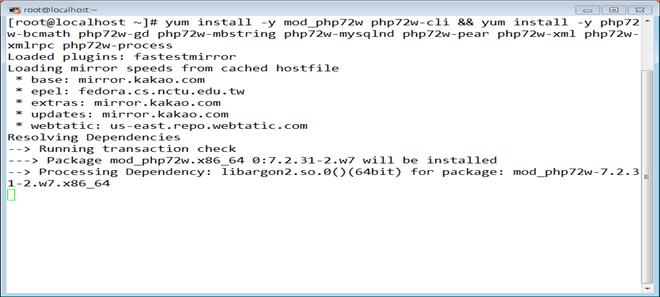 root@localhost:~
[root@localhost ~]# yum install -y mod_php72w php72w-cli && yum install -y php72
w-bcmath php72w-gd php72w-mbstring php72w-mysqlnd php72w-pear php72w-xml php72w-
xmlrpc php72w-process
Loaded plugins: fastestmirror
Loading mirror speeds from cached hostfile
 * base: mirror.kakao.com
 * epel: fedora.cs.nctu.edu.tw
 * extras: mirror.kakao.com
 * updates: mirror.kakao.com
 * webtatic: us-east.repo.webtatic.com
Resolving Dependencies
--> Running transaction check
---> Package mod_php72w.x86_64 0:7.2.31-2.w7 will be installed
--> Processing Dependency: libargon2.so.0()(64bit) for package: mod_php72w-7.2.3
1-2.w7.x86_64